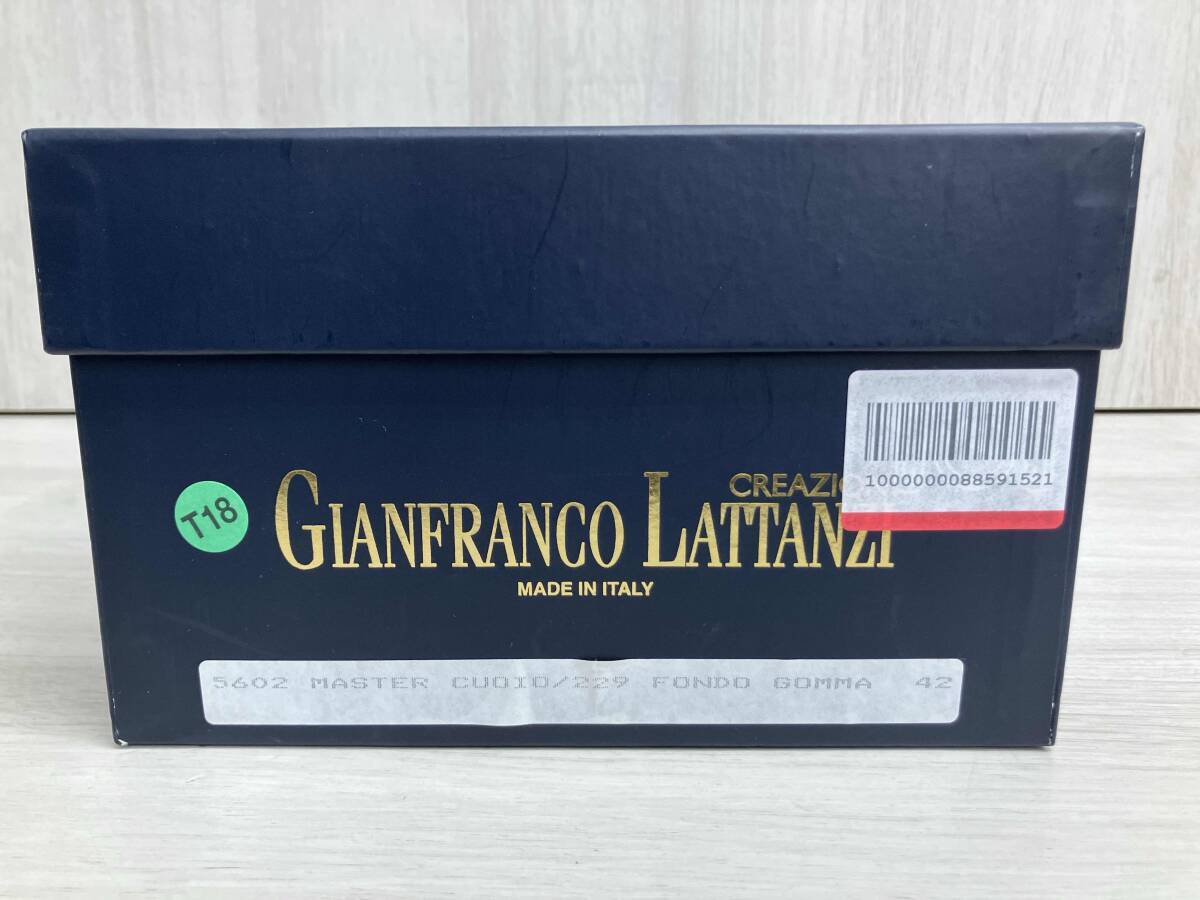 CREAZIO
GIANFRANCO LATTANZI
MADE IN ITALY
T18
1000000088591521
5602 MASTER CUOIO/229 FONDO GOMMA 42